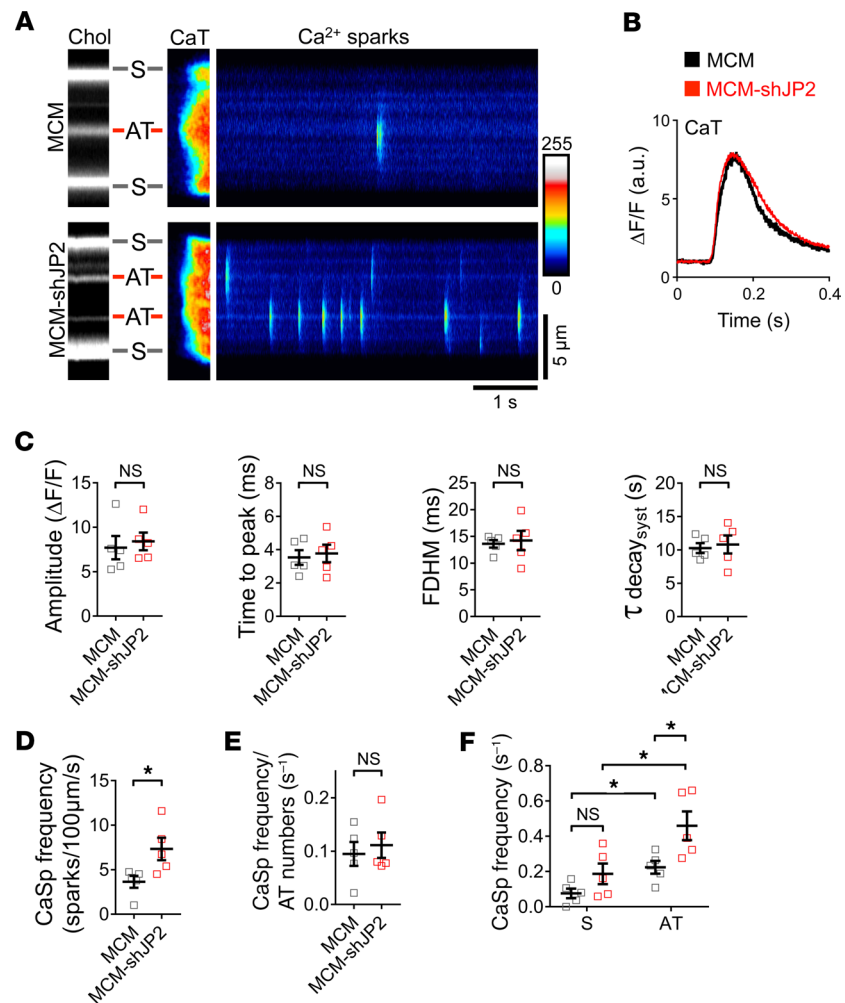 A
Chol
CaT
Ca²⁺ sparks
MCM
S
AT
S
MCM-shJP2
S
AT
AT
S
255
0
5 μm
1 s
B
MCM
MCM-shJP2
CaT
ΔF/F (a.u.)
10
5
0
0
0.2
0.4
Time (s)
C
Amplitude (ΔF/F)
15
10
5
0
NS
MCM
MCM-shJP2
Time to peak (ms)
8
6
4
2
0
NS
MCM
MCM-shJP2
FDHM (ms)
25
20
15
10
5
0
NS
MCM
MCM-shJP2
τ decaysyst (s)
20
15
10
5
0
NS
MCM
MCM-shJP2
D
CaSp frequency
(sparks/100μm/s)
15
10
5
0
*
MCM
MCM-shJP2
E
CaSp frequency/
AT numbers (s⁻¹)
0.2
0.1
0.0
NS
MCM
MCM-shJP2
F
CaSp frequency (s⁻¹)
0.8
0.6
0.4
0.2
0.0
*
*
*
NS
S
AT